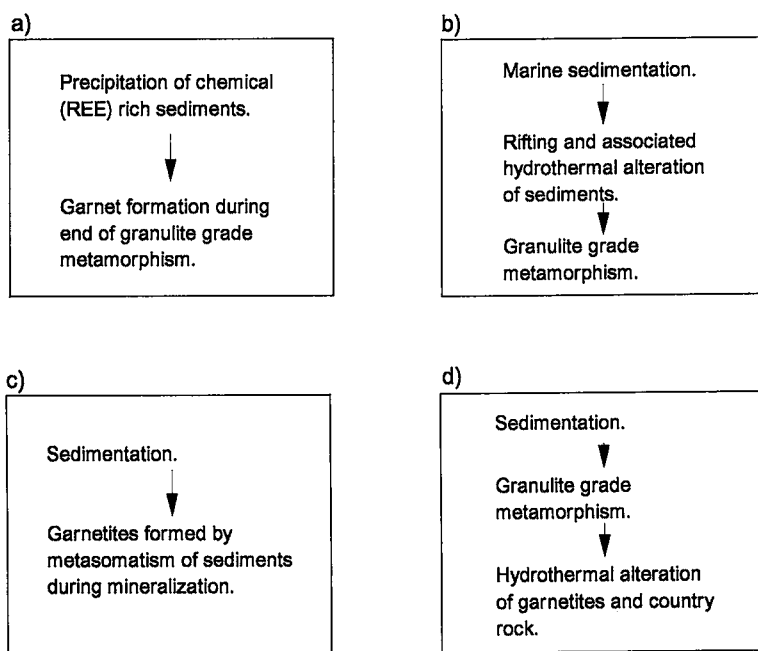 a)
Precipitation of chemical
(REE) rich sediments.
Garnet formation during
end of granulite grade
metamorphism.
b)
Marine sedimentation.
Rifting and associated
hydrothermal alteration
of sediments.
Granulite grade
metamorphism.
c)
Sedimentation.
Garnetites formed by
metasomatism of sediments
during mineralization.
d)
Sedimentation.
Granulite grade
metamorphism.
Hydrothermal alteration
of garnetites and country
rock.